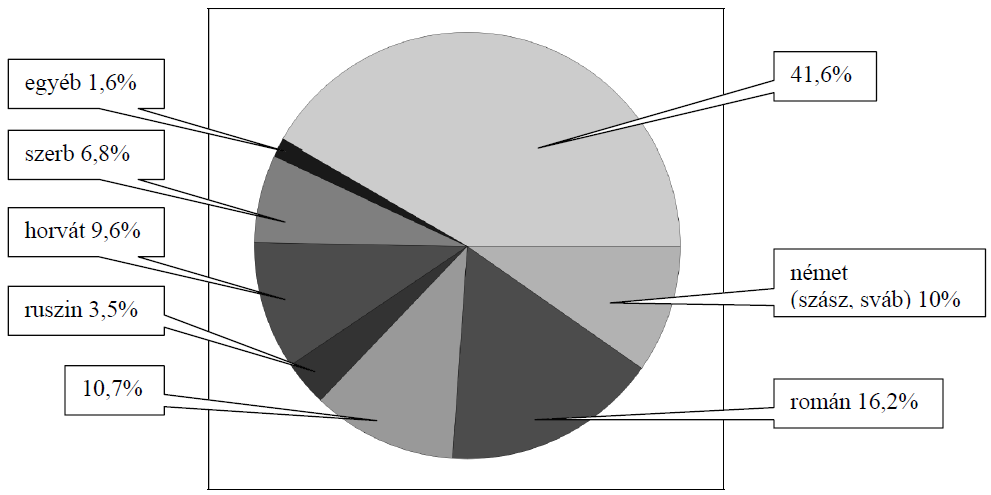 egyéb 1,6%
szerb 6,8%
horvát 9,6%
ruszin 3,5%
10,7%
41,6%
német
(szász, sváb) 10%
román 16,2%